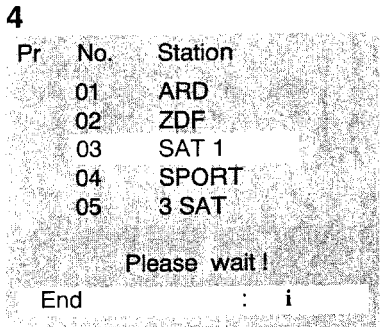 4
Pr No. Station
01 ARD
02 ZDF
03 SAT 1
04 SPORT
05 3 SAT
Please wait !
End : i